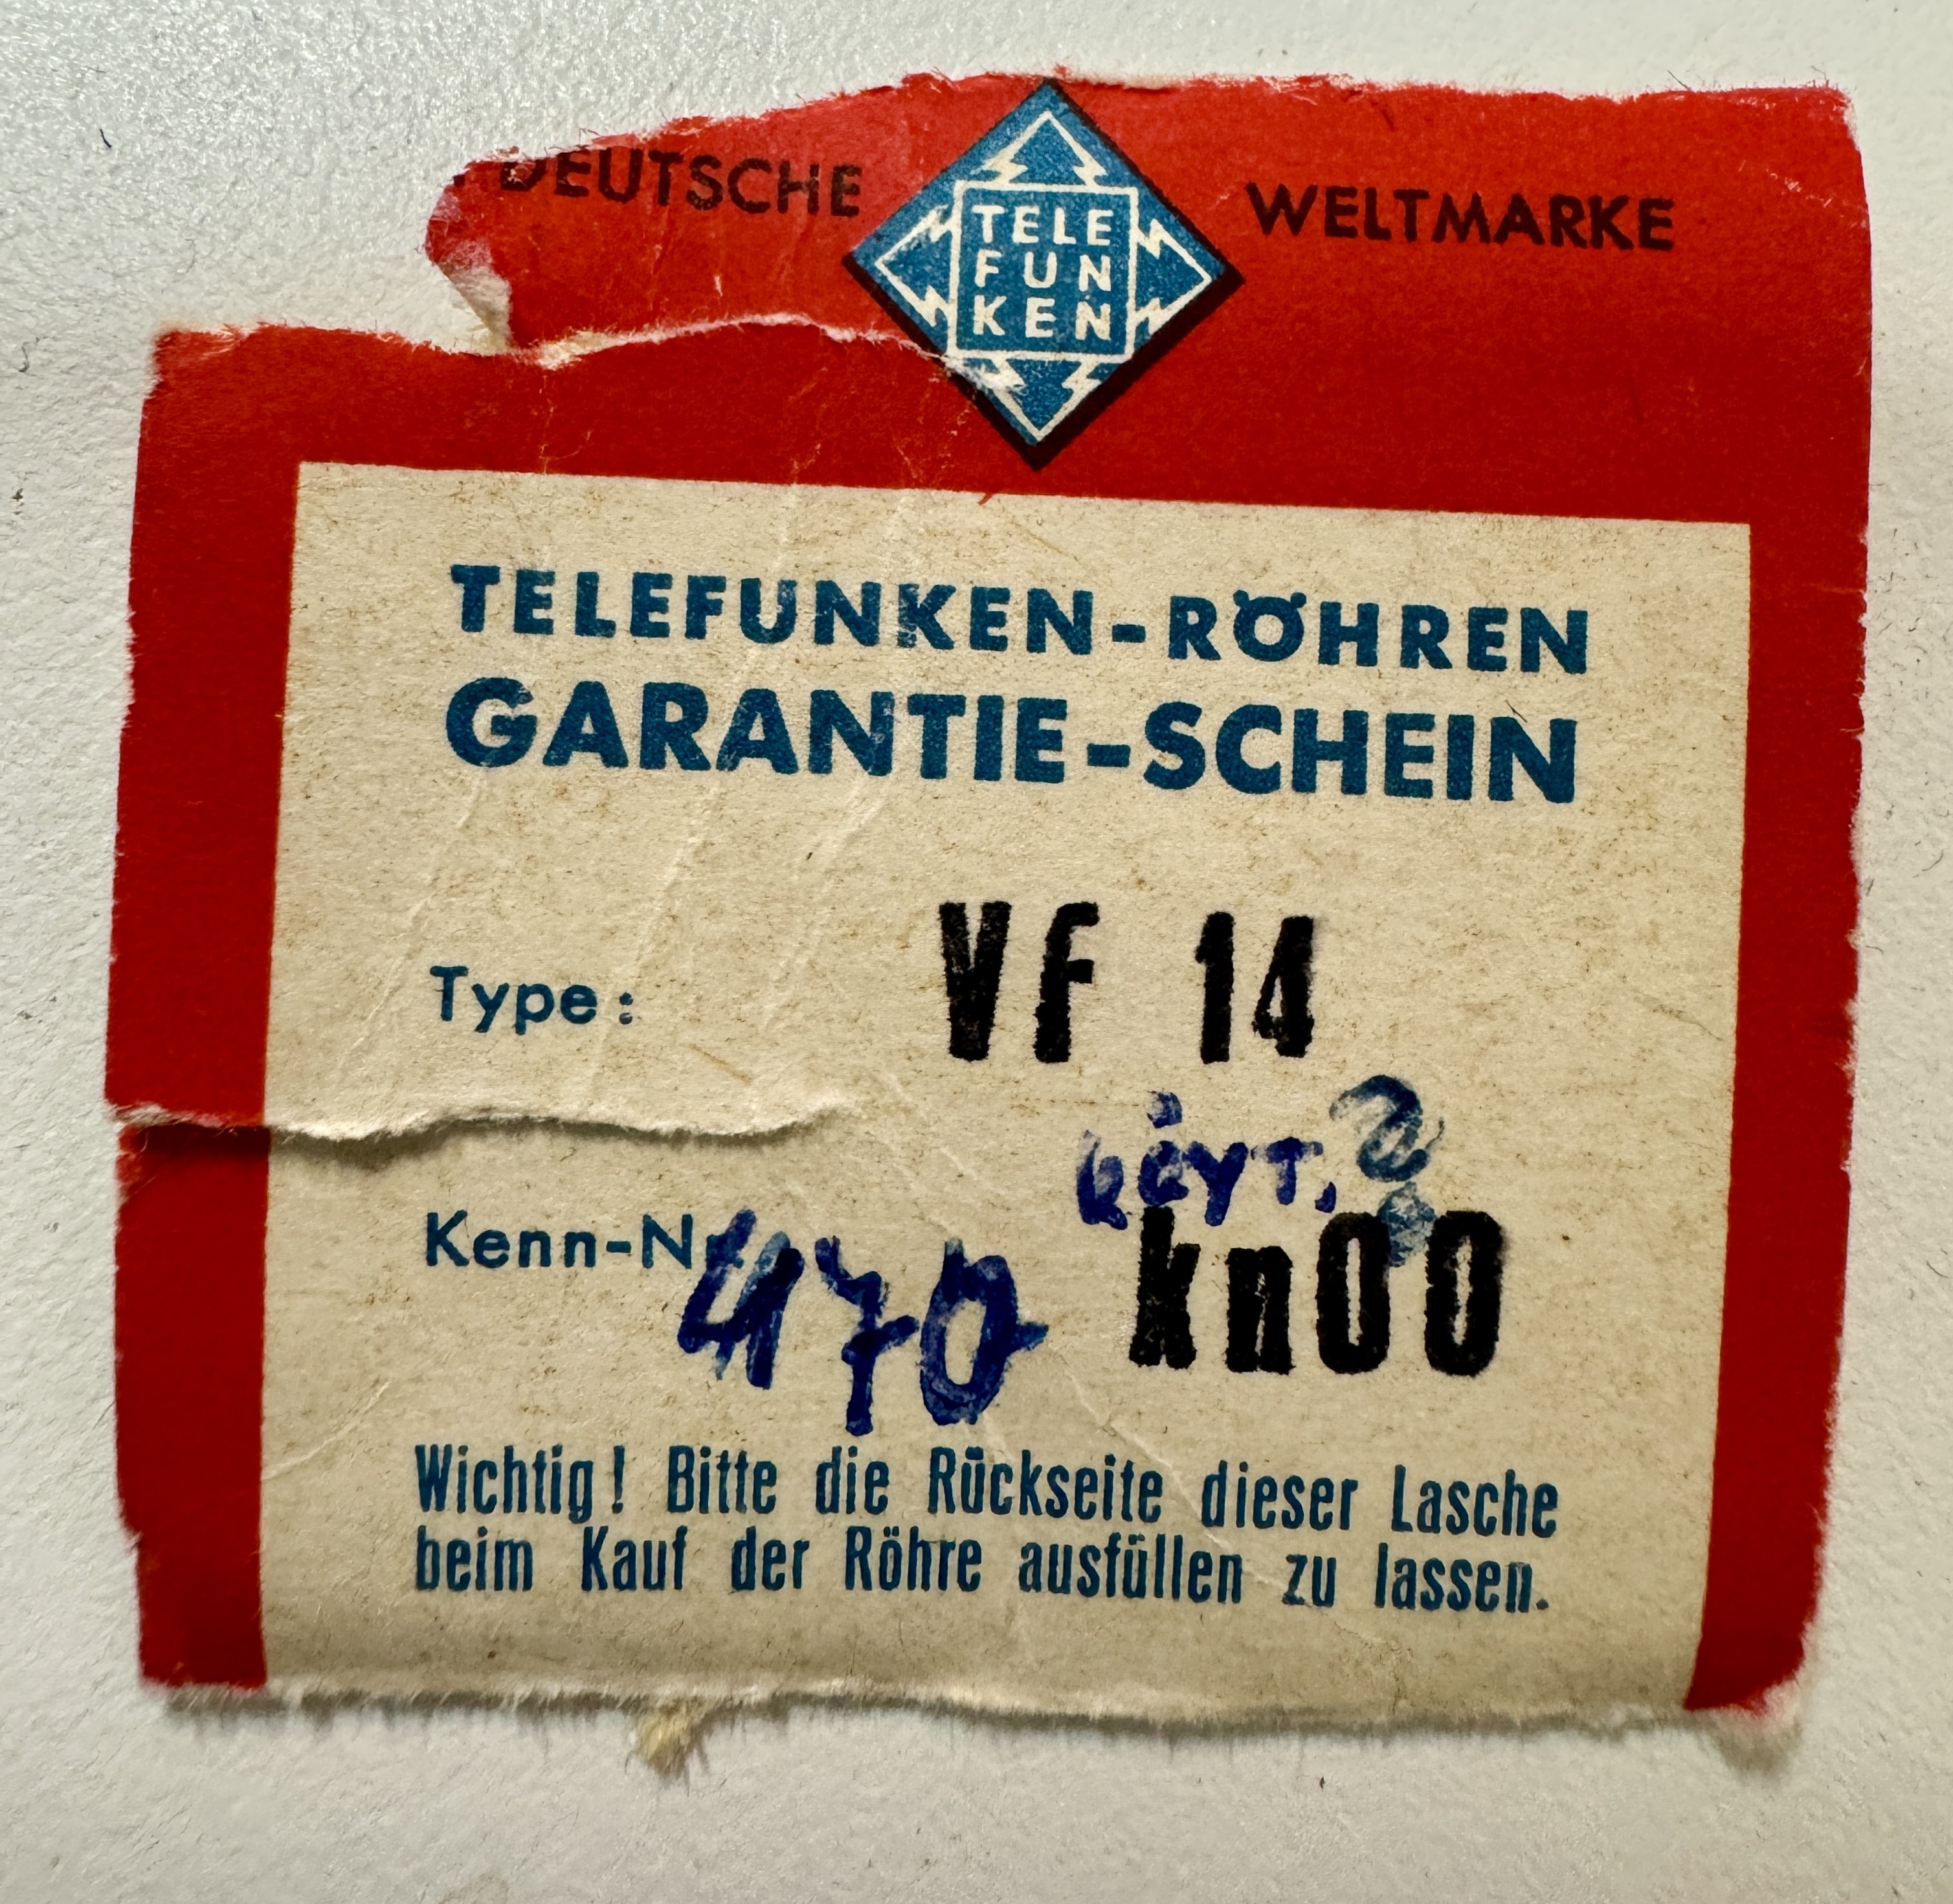 DEUTSCHE
TELE
FUN
KEN
WELTMARKE
TELEFUNKEN-RÖHREN
GARANTIE-SCHEIN
Type: VF 14
Kenn-Nr. 470 kn00
Wichtig! Bitte die Rückseite dieser Lasche
beim Kauf der Röhre ausfüllen zu lassen.